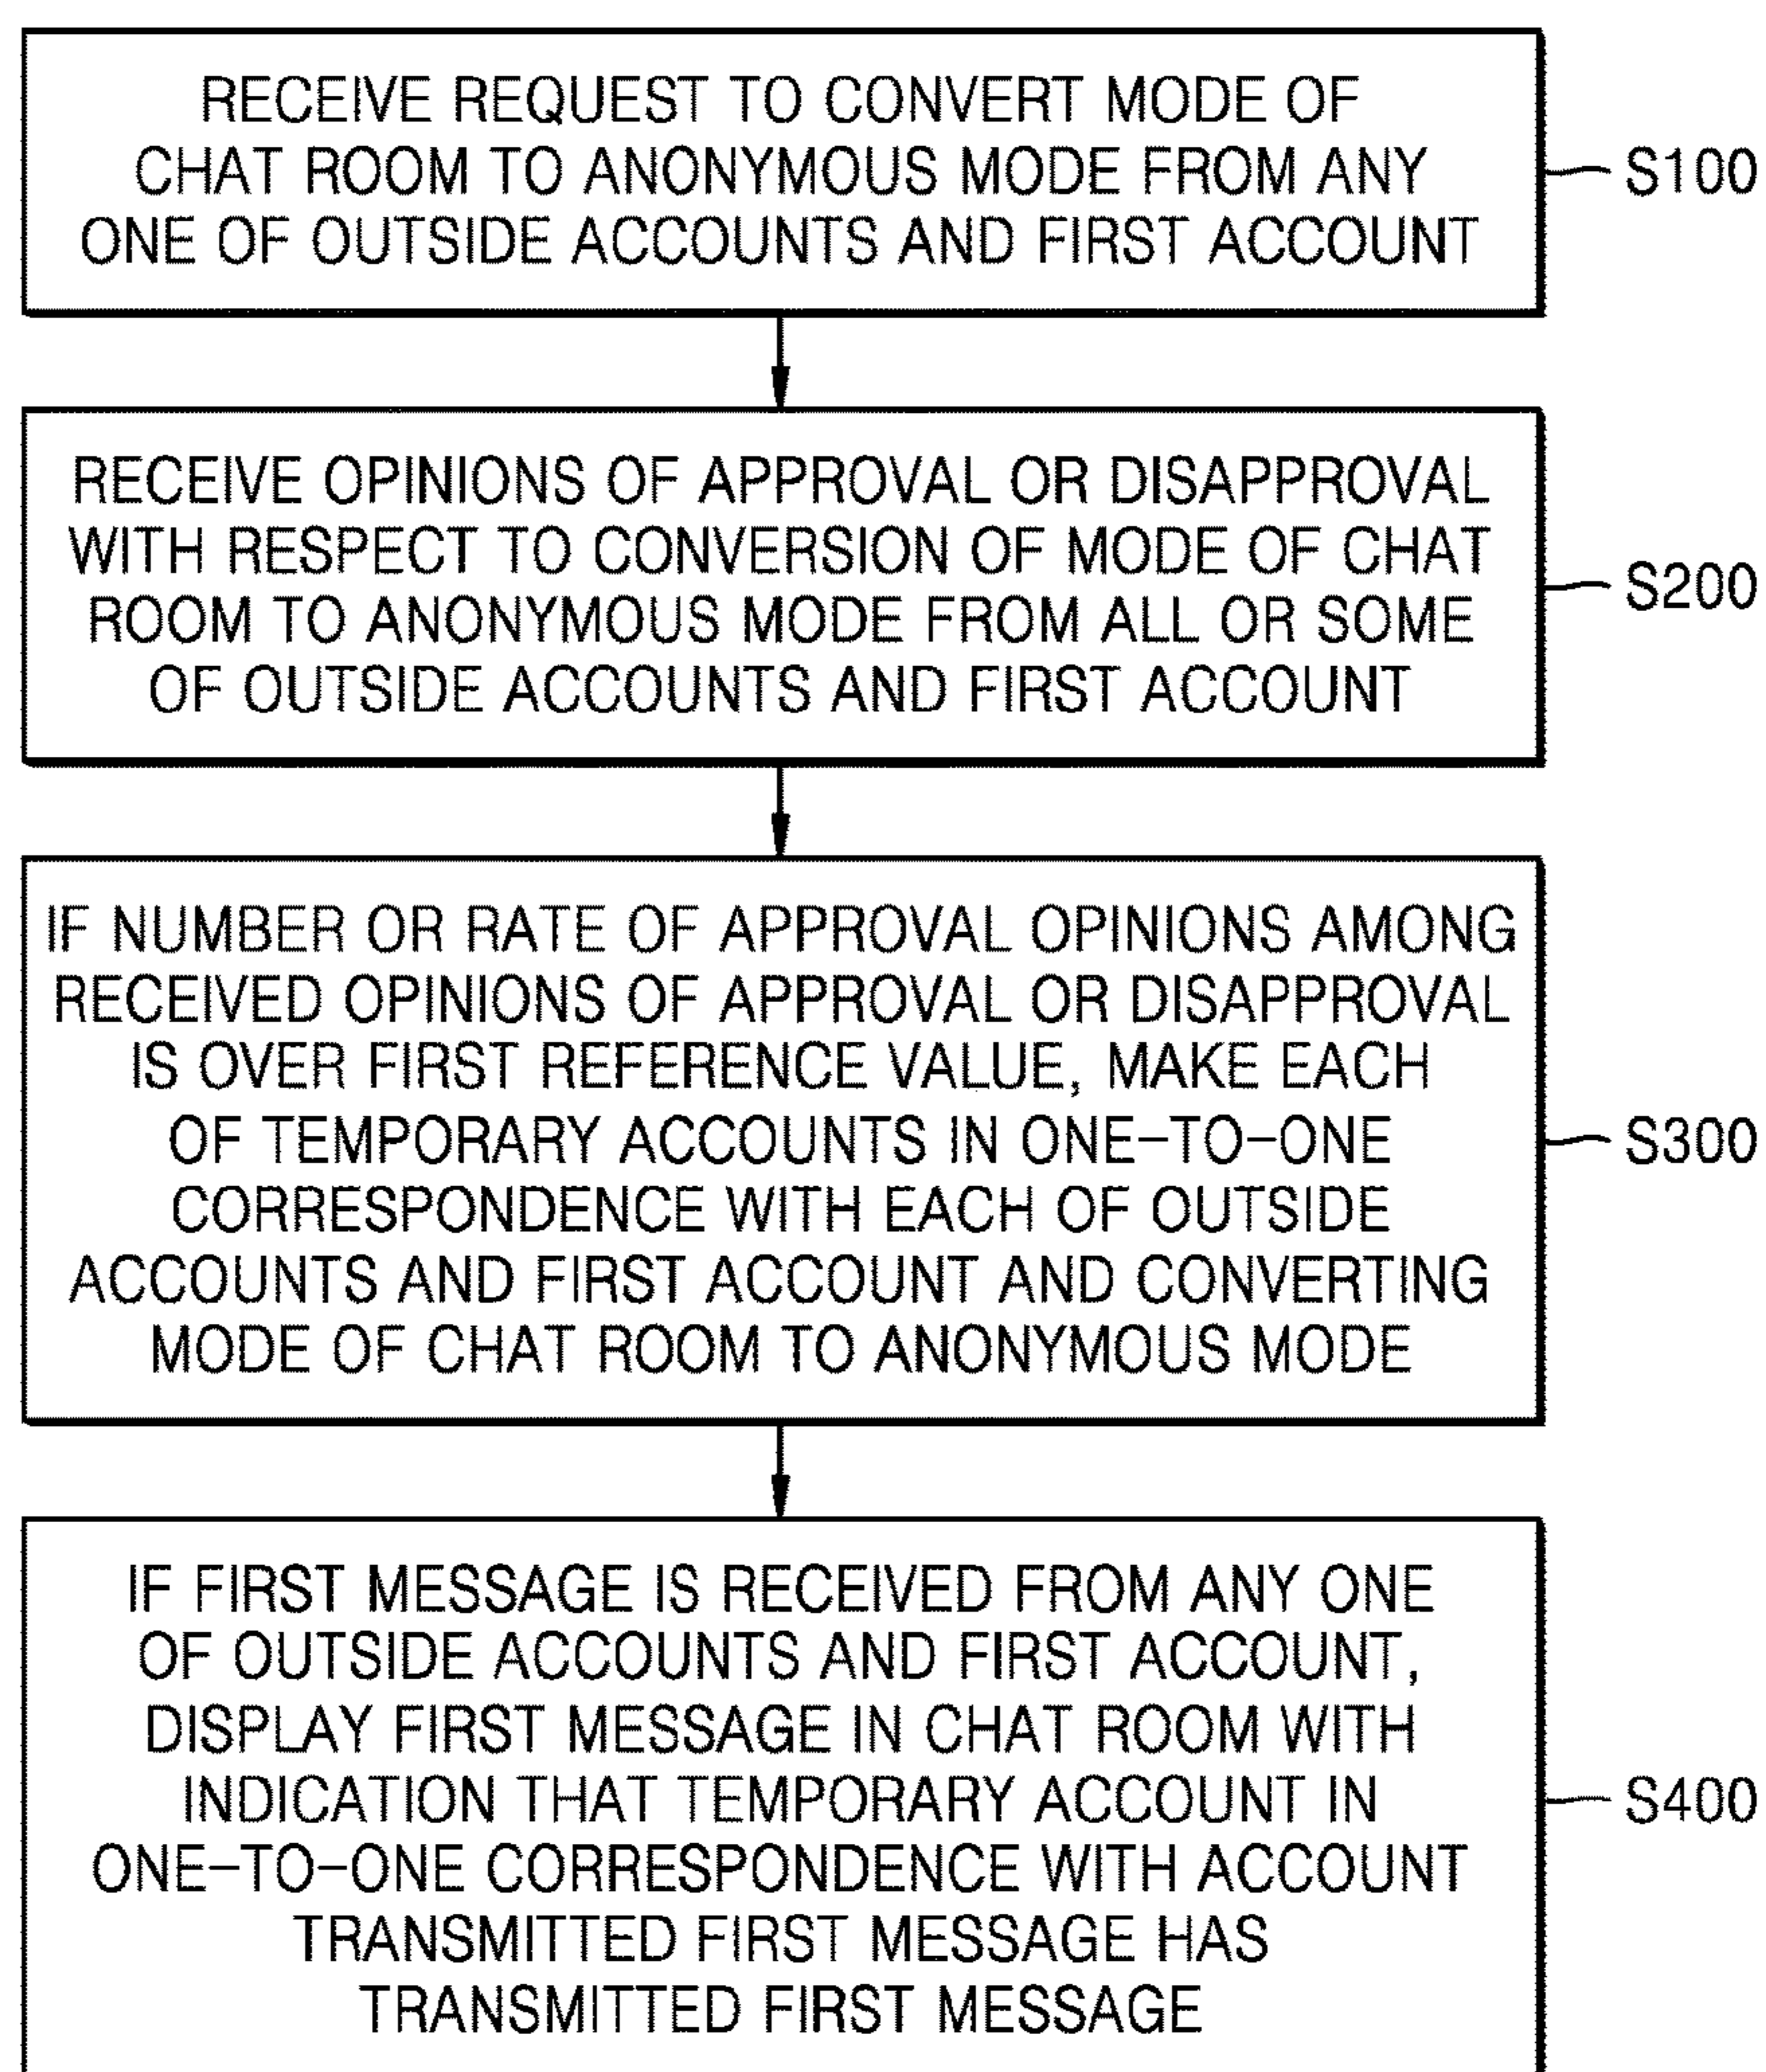 RECEIVE REQUEST TO CONVERT MODE OF
CHAT ROOM TO ANONYMOUS MODE FROM ANY
ONE OF OUTSIDE ACCOUNTS AND FIRST ACCOUNT
S100
RECEIVE OPINIONS OF APPROVAL OR DISAPPROVAL
WITH RESPECT TO CONVERSION OF MODE OF CHAT
ROOM TO ANONYMOUS MODE FROM ALL OR SOME
OF OUTSIDE ACCOUNTS AND FIRST ACCOUNT
S200
IF NUMBER OR RATE OF APPROVAL OPINIONS AMONG
RECEIVED OPINIONS OF APPROVAL OR DISAPPROVAL
IS OVER FIRST REFERENCE VALUE, MAKE EACH
OF TEMPORARY ACCOUNTS IN ONE-TO-ONE
CORRESPONDENCE WITH EACH OF OUTSIDE
ACCOUNTS AND FIRST ACCOUNT AND CONVERTING
MODE OF CHAT ROOM TO ANONYMOUS MODE
S300
IF FIRST MESSAGE IS RECEIVED FROM ANY ONE
OF OUTSIDE ACCOUNTS AND FIRST ACCOUNT,
DISPLAY FIRST MESSAGE IN CHAT ROOM WITH
INDICATION THAT TEMPORARY ACCOUNT IN
ONE-TO-ONE CORRESPONDENCE WITH ACCOUNT
TRANSMITTED FIRST MESSAGE HAS
TRANSMITTED FIRST MESSAGE
S400